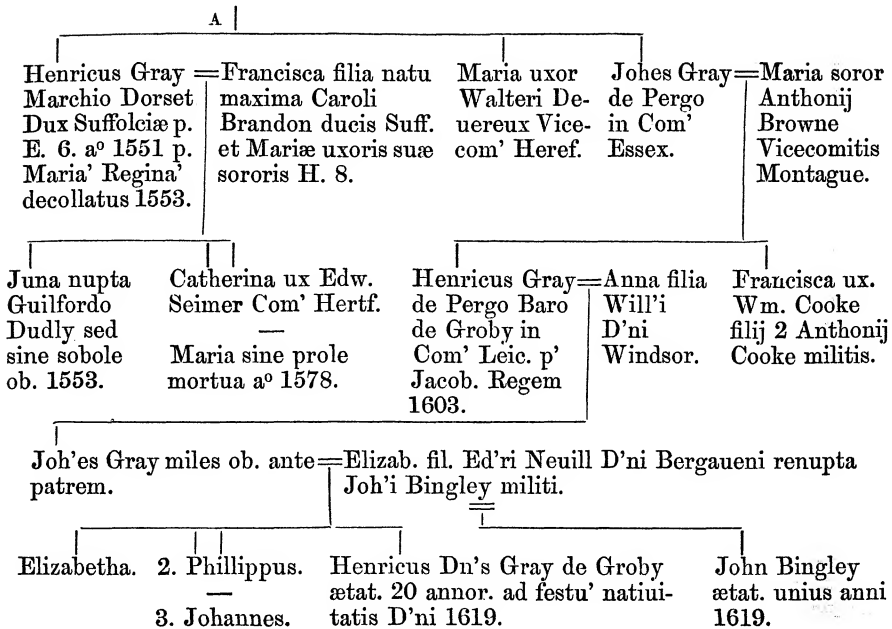 A
Henricus Gray
Marchio Dorset
Dux Suffolciæ p.
E. 6. aº 1551 p.
Maria' Regina'
decollatus 1553.
=Francisca filia natu
maxima Caroli
Brandon ducis Suff.
et Mariæ uxoris suæ
sororis H. 8.
Maria uxor
Walteri De-
uereux Vice-
com' Heref.
Johes Gray
de Pergo
in Com'
Essex.
=Maria soror
Anthonij
Browne
Vicecomitis
Montague.
Juna nupta
Guilfordo
Dudly sed
sine sobole
ob. 1553.
Catherina ux Edw.
Seimer Com' Hertf.
—
Maria sine prole
mortua aº 1578.
Henricus Gray
de Pergo Baro
de Groby in
Com' Leic. p'
Jacob. Regem
1603.
=Anna filia
Will'i
D'ni
Windsor.
Francisca ux.
Wm. Cooke
filij 2 Anthonij
Cooke militis.
Joh'es Gray miles ob. ante
patrem.
=Elizab. fil. Ed'ri Neuill D'ni Bergaueni renupta
Joh'i Bingley militi.
Elizabetha.
2. Phillippus.
—
3. Johannes.
Henricus Dn's Gray de Groby
ætat. 20 annor. ad festu' natiui-
tatis D'ni 1619.
John Bingley
ætat. unius anni
1619.